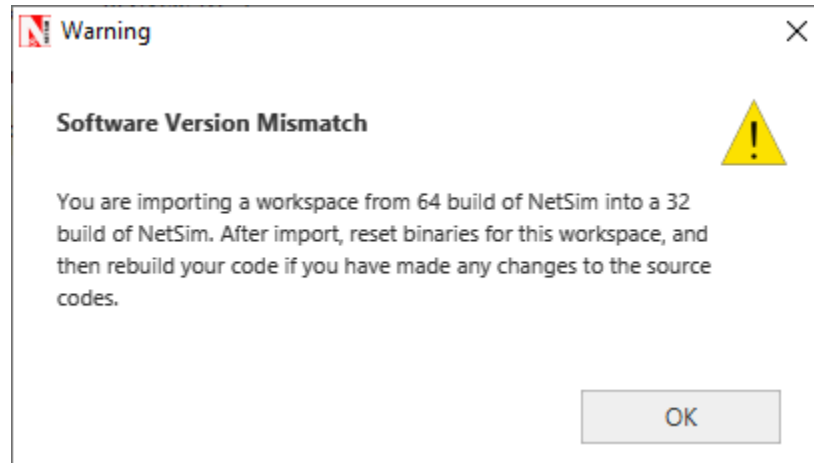 Warning
Software Version Mismatch
You are importing a workspace from 64 build of NetSim into a 32
build of NetSim. After import, reset binaries for this workspace, and
then rebuild your code if you have made any changes to the source
codes.
OK